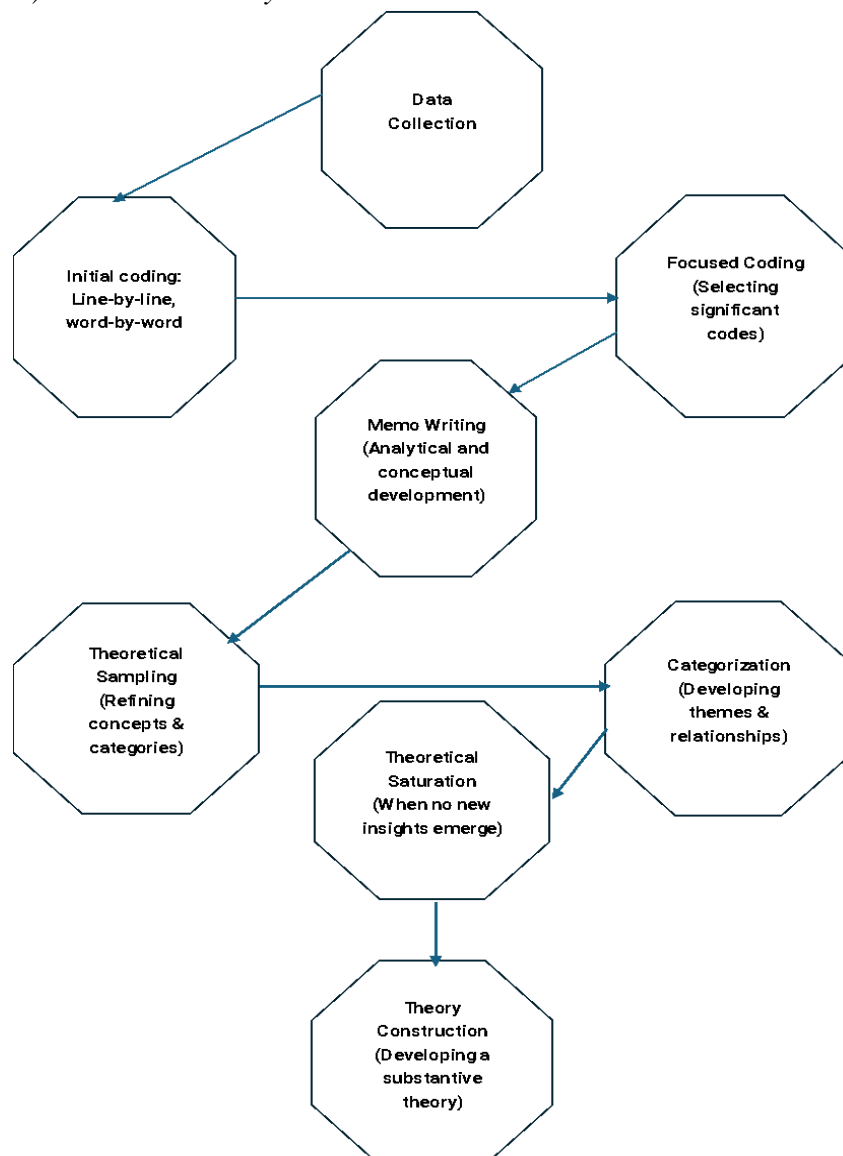 Data
Collection
Initial coding:
Line-by-line,
word-by-word
Focused Coding
(Selecting
significant
codes)
Memo Writing
(Analytical and
conceptual
development)
Theoretical
Sampling
(Refining
concepts &
categories)
Categorization
(Developing
themes &
relationships)
Theoretical
Saturation
(When no new
insights emerge)
Theory
Construction
(Developing a
substantive
theory)